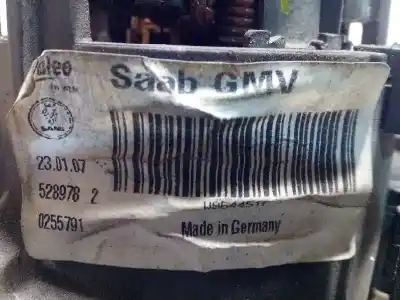 Saab GMV
23.01.07
528978 2
0255791
Made in Germany